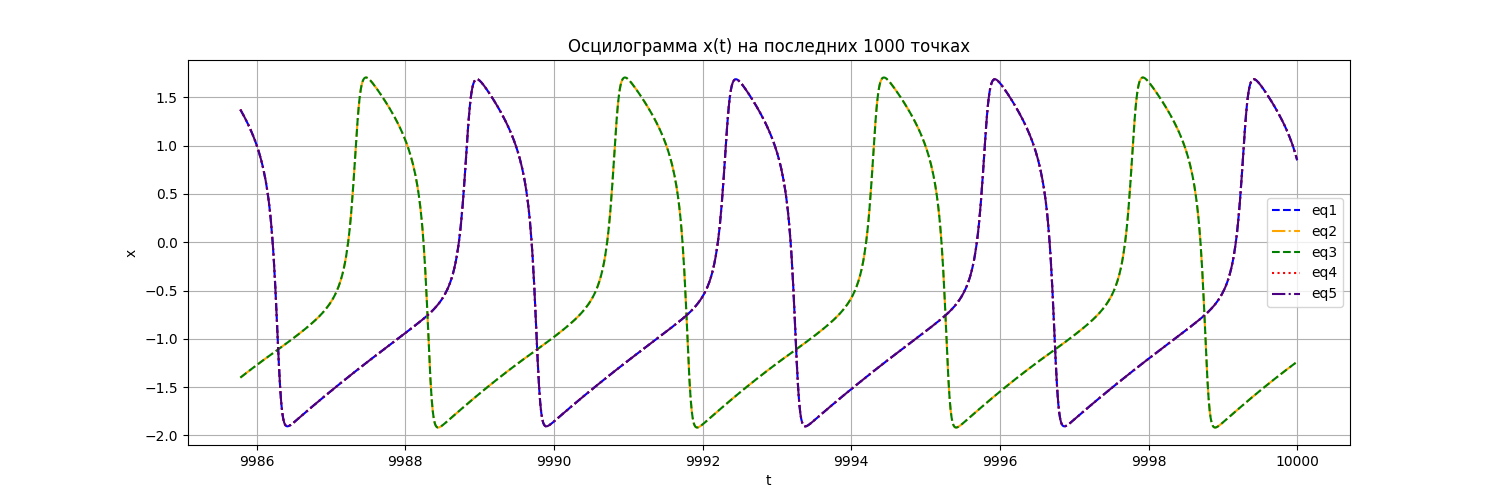 Осцилограмма x(t) на последних 1000 точках
x
1.5
1.0
0.5
0.0
−0.5
−1.0
−1.5
−2.0
eq1
eq2
eq3
eq4
eq5
9986 9988 9990 9992 9994 9996 9998 10000
t